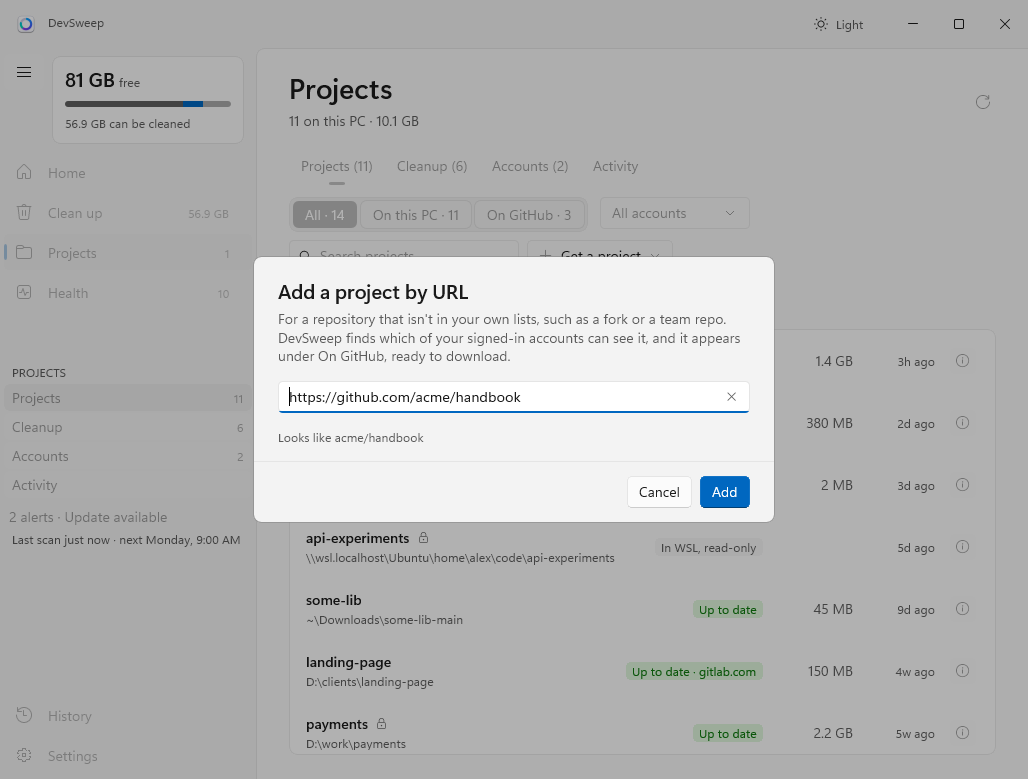 DevSweep
Light
81 GB free
56.9 GB can be cleaned
Home
Clean up 56.9 GB
Projects 1
Health 10
PROJECTS
Projects 11
Cleanup 6
Accounts 2
Activity
2 alerts · Update available
Last scan just now · next Monday, 9:00 AM
History
Settings
Projects
11 on this PC · 10.1 GB
Projects (11) Cleanup (6) Accounts (2) Activity
All · 14 On this PC · 11 On GitHub · 3 All accounts
Search projects Get a project
Add a project by URL
For a repository that isn't in your own lists, such as a fork or a team repo.
DevSweep finds which of your signed-in accounts can see it, and it appears
under On GitHub, ready to download.
https://github.com/acme/handbook
Looks like acme/handbook
Cancel Add
1.4 GB 3h ago
380 MB 2d ago
2 MB 3d ago
api-experiments
\\wsl.localhost\Ubuntu\home\alex\code\api-experiments
In WSL, read-only 5d ago
some-lib
~\Downloads\some-lib-main
Up to date 45 MB 9d ago
landing-page
D:\clients\landing-page
Up to date · gitlab.com 150 MB 4w ago
payments
D:\work\payments
Up to date 2.2 GB 5w ago